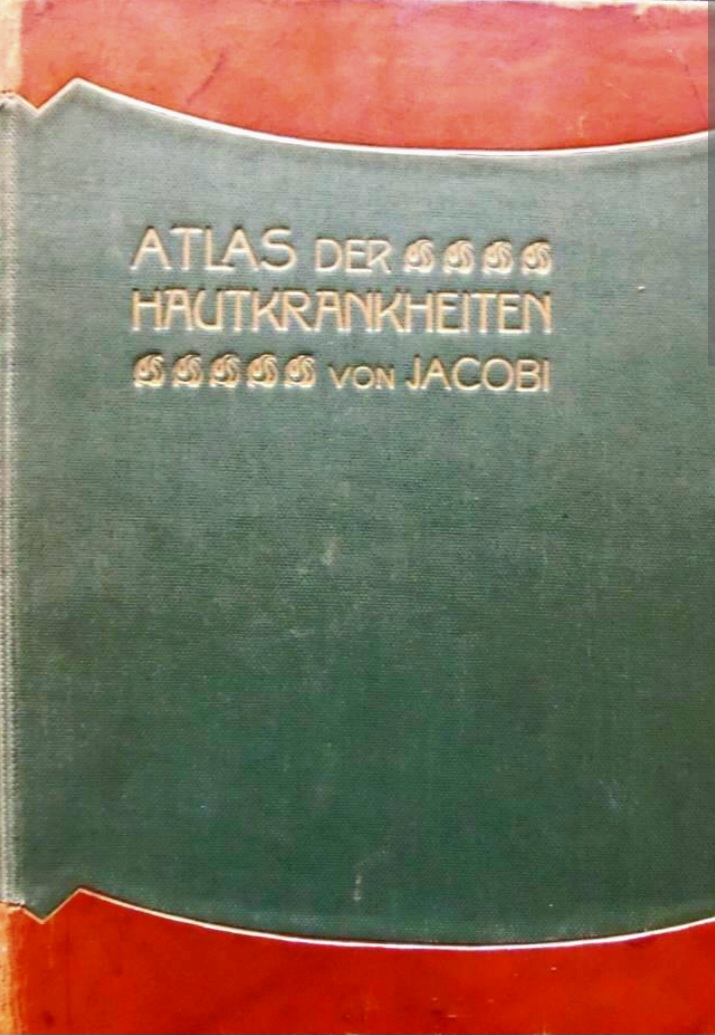 ATLAS DER
HAUTKRANKHEITEN
VON JACOBI